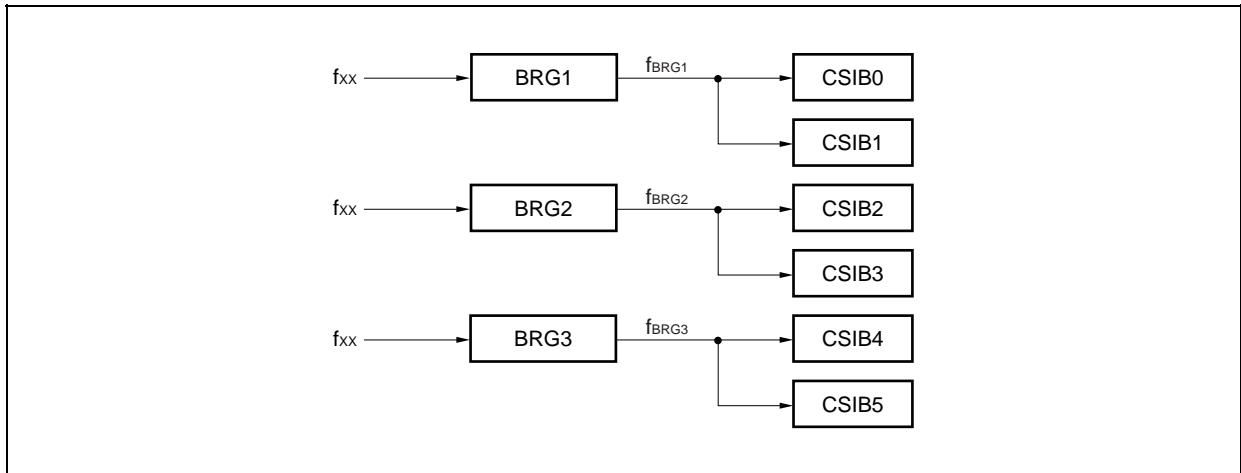 fXX BRG1 fBRG1 CSIB0
CSIB1
fXX BRG2 fBRG2 CSIB2
CSIB3
fXX BRG3 fBRG3 CSIB4
CSIB5